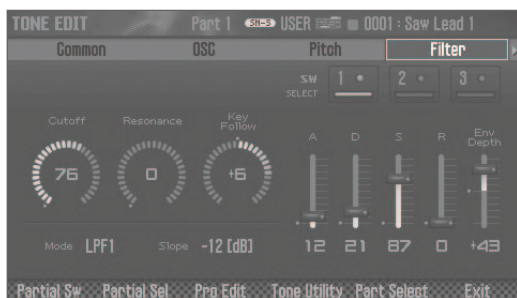 TONE EDIT Part 1 SN-S USER 0001 : Saw Lead 1
Common OSC Pitch Filter
SW SELECT 1 2 3
Cutoff Resonance Key Follow A D S R Env Depth
76 0 +6
Mode LPF1 Slope -12 [dB] 12 21 87 0 +43
Partial Sw Partial Sel Pro Edit Tone Utility Part Select Exit